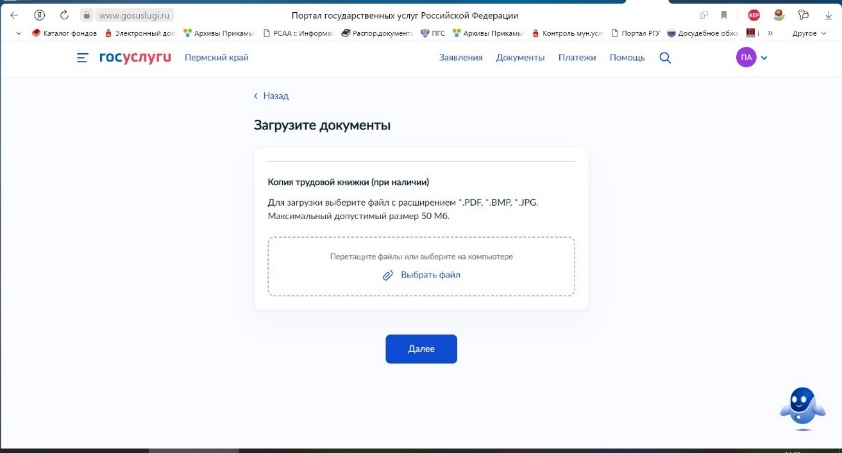 www.gosuslugi.ru
Портал государственных услуг Российской Федерации
Каталог фондов
Электронный док
Архивы Прикамь
РСАА :: Информа
Распор.документ
ПГС
Архивы Прикамь
Контроль мун.усл
Портал РГУ
Досудебное обжа
Другое
госуслуги
Пермский край
Заявления
Документы
Платежи
Помощь
ПА
Назад
Загрузите документы
Копия трудовой книжки (при наличии)
Для загрузки выберите файл с расширением *.PDF, *.BMP, *.JPG.
Максимальный допустимый размер 50 Мб.
Перетащите файлы или выберите на компьютере
Выбрать файл
Далее